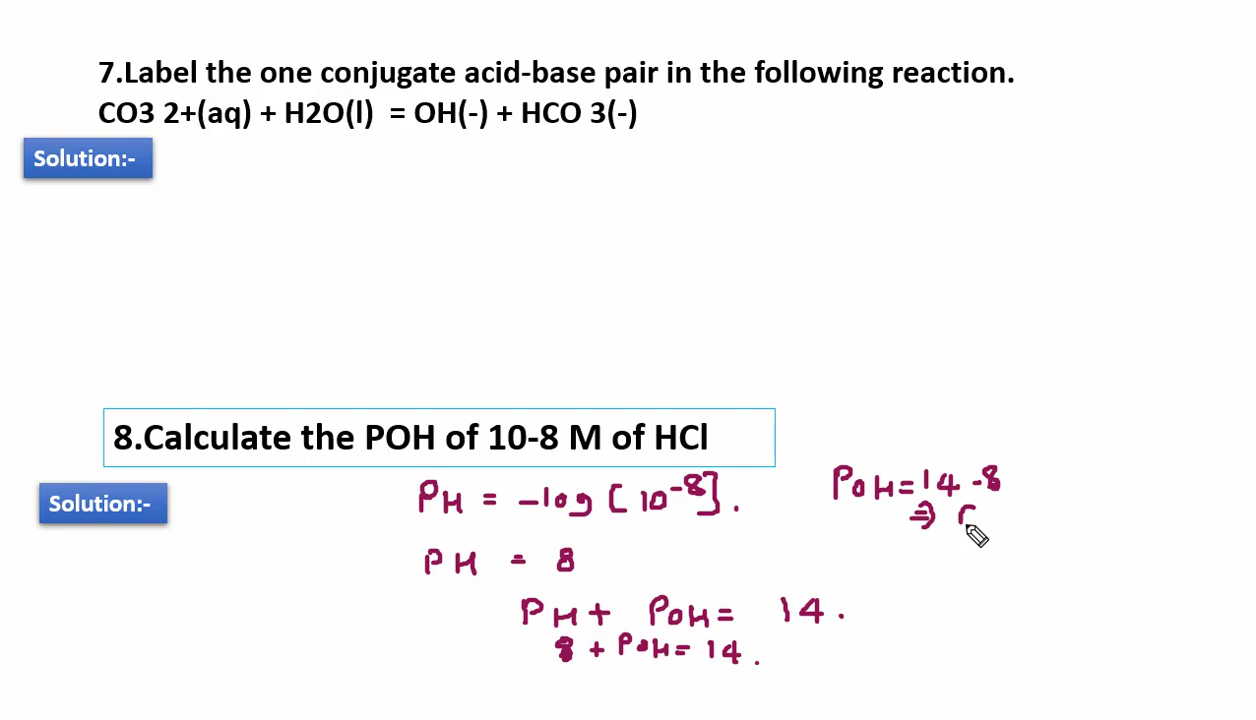 7.Label the one conjugate acid-base pair in the following reaction.
CO3 2+(aq) + H2O(l) = OH(-) + HCO 3(-)
Solution:-
8.Calculate the POH of 10-8 M of HCl
Solution:-
PH = -log [10⁻⁸].
PH = 8
PH + POH = 14.
8 + POH = 14.
POH = 14 - 8
⇒